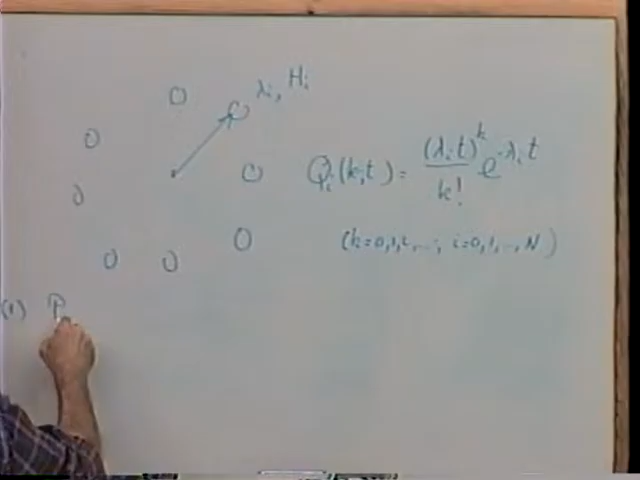 λi, Hi
Qi(k,t) = (λit)^k / k! e^-λit
(k=0,1,2,...; i=0,1,..,N)
(1) P